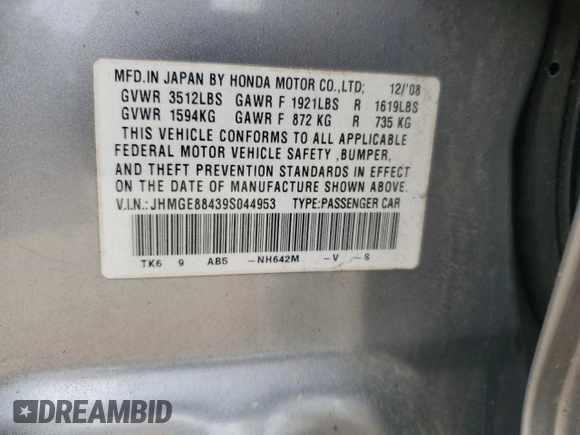 MFD.IN JAPAN BY HONDA MOTOR CO.,LTD; 12/'08
GVWR 3512LBS GAWR F 1921LBS R 1619LBS
GVWR 1594KG GAWR F 872 KG R 735 KG
THIS VEHICLE CONFORMS TO ALL APPLICABLE
FEDERAL MOTOR VEHICLE SAFETY ,BUMPER,
AND THEFT PREVENTION STANDARDS IN EFFECT
ON THE DATE OF MANUFACTURE SHOWN ABOVE.
V.I.N.:JHMGE88439S044953 TYPE:PASSENGER CAR
TK6 9 AB5 -NH642M -V -S
DREAMBID